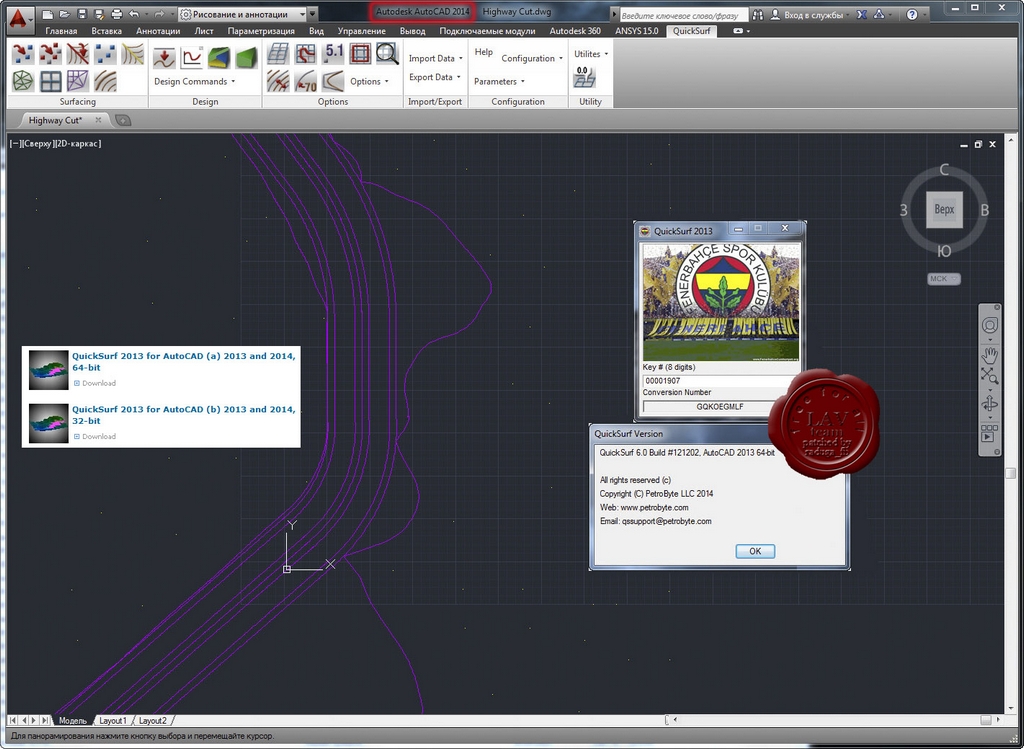 Рисование и аннотации
Autodesk AutoCAD 2014 Highway Cut.dwg
Введите ключевое слово/фразу
Вход в службы
Главная Вставка Аннотации Лист Параметризация Вид Управление Вывод Подключаемые модули Autodesk 360 ANSYS 15.0 QuickSurf
5.1
Import Data
Help
Configuration
Utilites
Design Commands
70
Options
Export Data
Parameters
0.0
Surfacing
Design
Options
Import/Export
Configuration
Utility
Highway Cut*
[−][Сверху][2D-каркас]
С
З
Верх
В
Ю
МСК
QuickSurf 2013
FENERBAHÇE SPOR KULÜBÜ
Key # (8 digits)
00001907
Conversion Number
GQKOEGMLF
QuickSurf 2013 for AutoCAD (a) 2013 and 2014,
64-bit
Download
QuickSurf 2013 for AutoCAD (b) 2013 and 2014,
32-bit
Download
LAV
team
patched by
QuickSurf Version
QuickSurf 6.0 Build #121202, AutoCAD 2013 64-bit
All rights reserved (c)
Copyright (C) PetroByte LLC 2014
Web: www.petrobyte.com
Email: qssupport@petrobyte.com
OK
Y
X
Модель Layout1 Layout2
Для панорамирования нажмите кнопку выбора и перемещайте курсор.